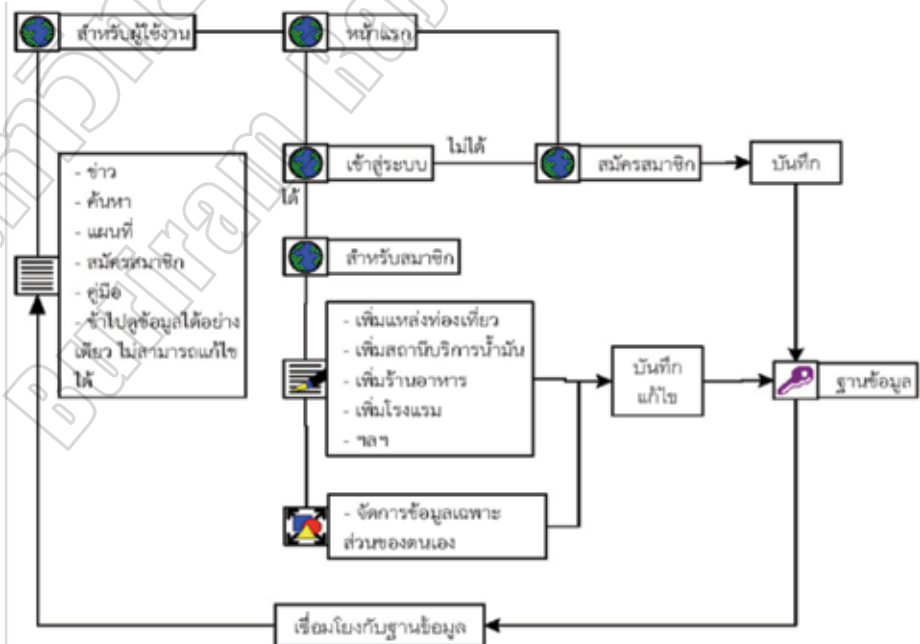 สำหรับผู้ใช้งาน
หน้าแรก
เข้าสู่ระบบ
ไม่ได้
สมัครสมาชิก
บันทึก
ได้
- ข่าว
- ค้นหา
- แผนที่
- สมัครสมาชิก
- คู่มือ
- ข้าไปดูข้อมูลได้อย่าง
เดียว ไม่สามารถแก้ไข
ได้
สำหรับสมาชิก
- เพิ่มแหล่งท่องเที่ยว
- เพิ่มสถานีบริการน้ำมัน
- เพิ่มร้านอาหาร
- เพิ่มโรงแรม
- ฯลฯ
บันทึก
แก้ไข
ฐานข้อมูล
- จัดการข้อมูลเฉพาะ
ส่วนของตนเอง
เชื่อมโยงกับฐานข้อมูล
Buriram Raj